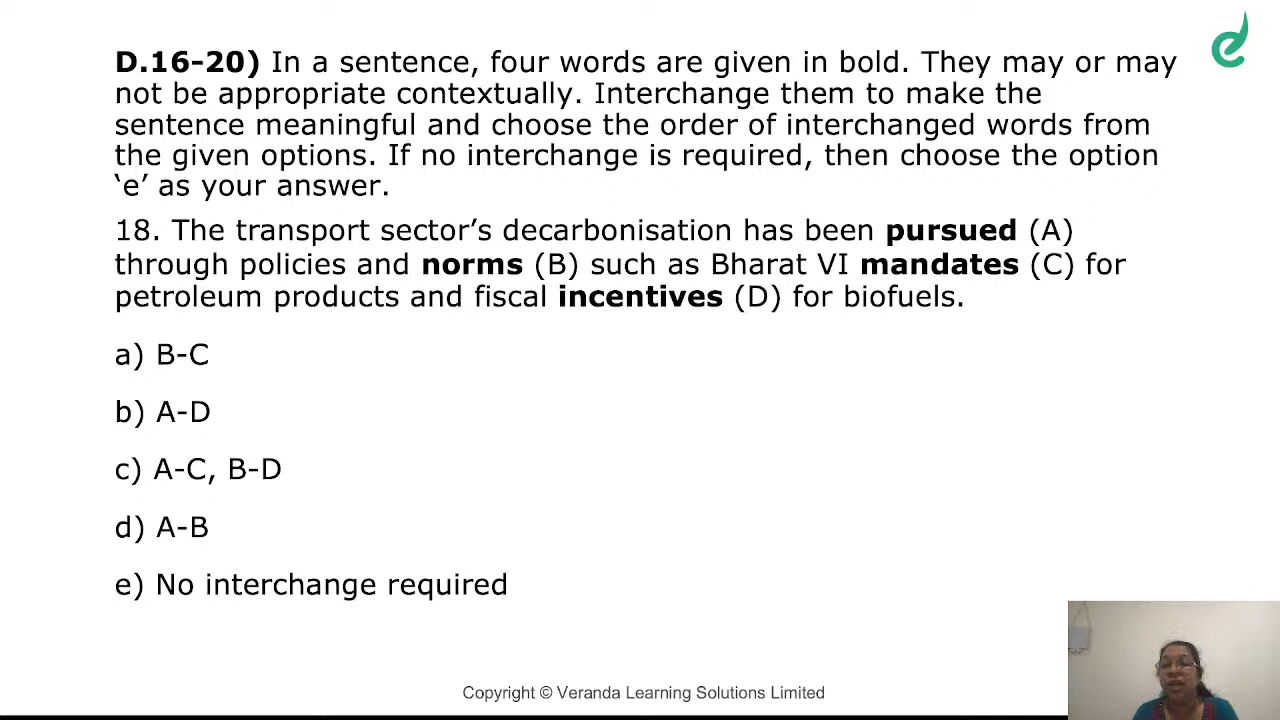 D.16-20) In a sentence, four words are given in bold. They may or may
not be appropriate contextually. Interchange them to make the
sentence meaningful and choose the order of interchanged words from
the given options. If no interchange is required, then choose the option
‘e’ as your answer.
18. The transport sector’s decarbonisation has been pursued (A)
through policies and norms (B) such as Bharat VI mandates (C) for
petroleum products and fiscal incentives (D) for biofuels.
a) B-C
b) A-D
c) A-C, B-D
d) A-B
e) No interchange required
Copyright © Veranda Learning Solutions Limited